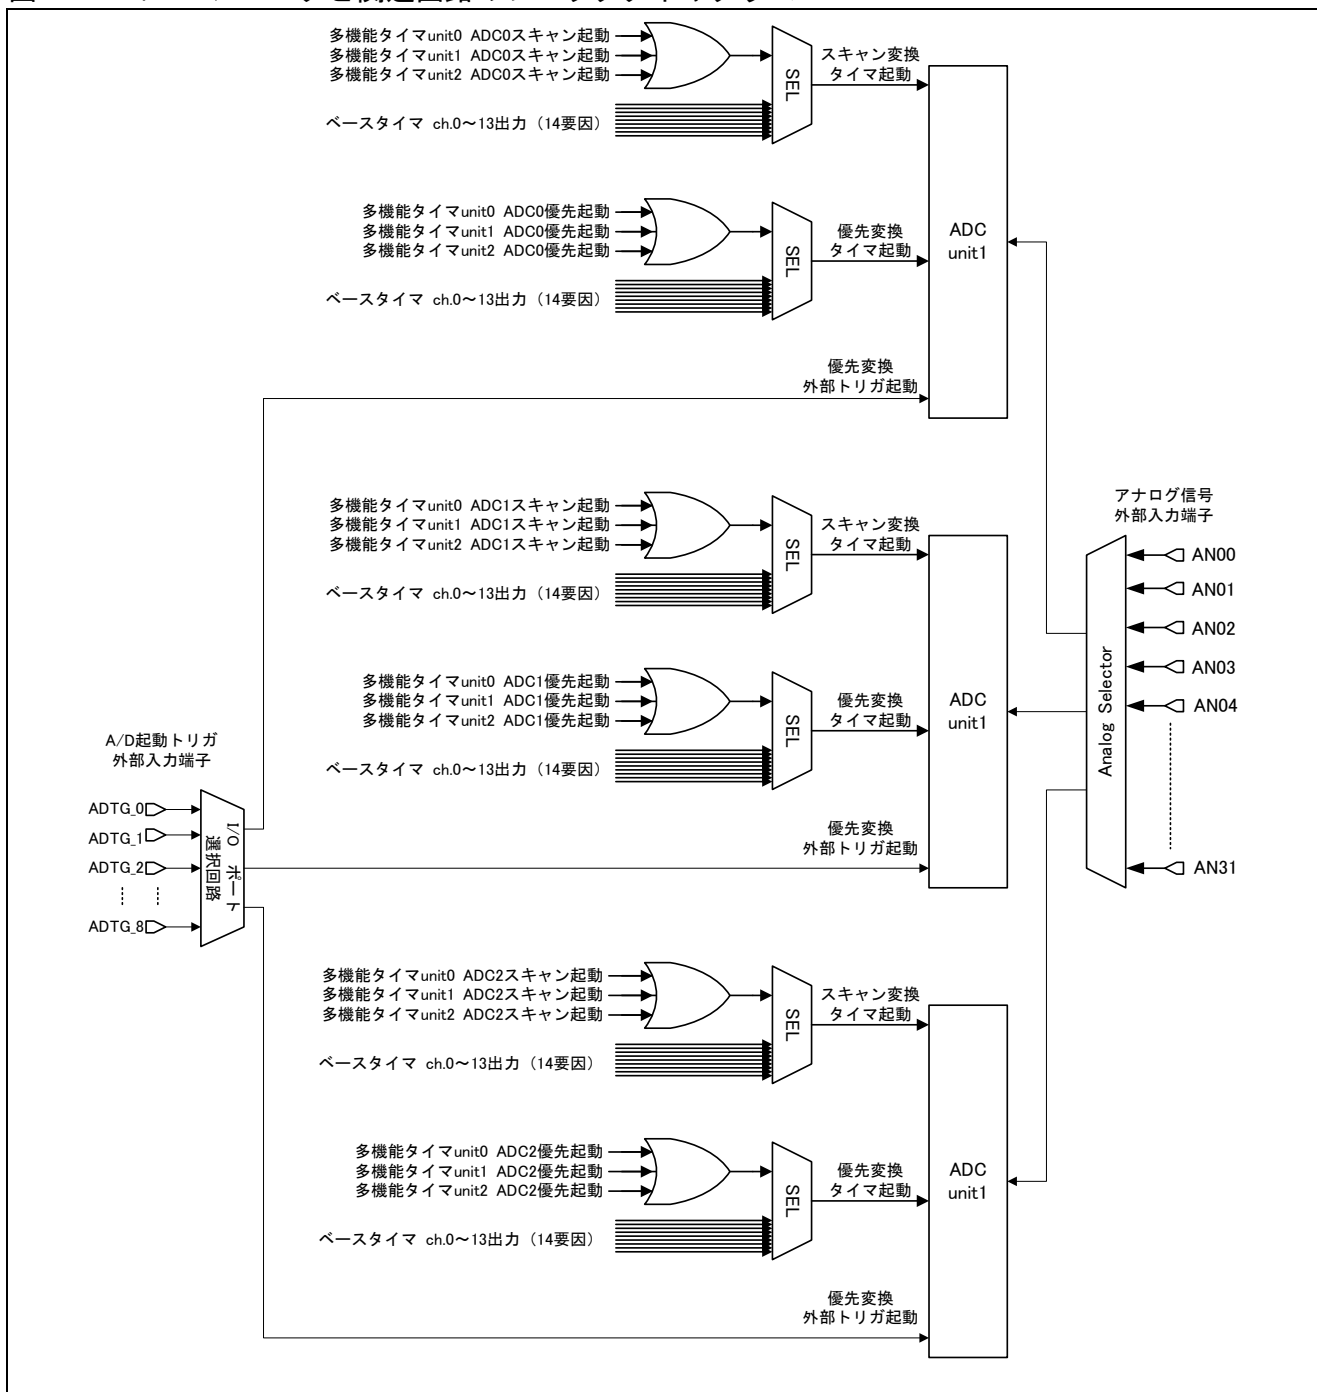 多機能タイマunit0 ADC0スキャン起動
多機能タイマunit1 ADC0スキャン起動
多機能タイマunit2 ADC0スキャン起動
ベースタイマ ch.0～13出力（14要因）
SEL
スキャン変換
タイマ起動
多機能タイマunit0 ADC0優先起動
多機能タイマunit1 ADC0優先起動
多機能タイマunit2 ADC0優先起動
ベースタイマ ch.0～13出力（14要因）
SEL
優先変換
タイマ起動
ADC
unit1
優先変換
外部トリガ起動
多機能タイマunit0 ADC1スキャン起動
多機能タイマunit1 ADC1スキャン起動
多機能タイマunit2 ADC1スキャン起動
ベースタイマ ch.0～13出力（14要因）
SEL
スキャン変換
タイマ起動
多機能タイマunit0 ADC1優先起動
多機能タイマunit1 ADC1優先起動
多機能タイマunit2 ADC1優先起動
ベースタイマ ch.0～13出力（14要因）
SEL
優先変換
タイマ起動
ADC
unit1
優先変換
外部トリガ起動
アナログ信号
外部入力端子
Analog Selector
AN00
AN01
AN02
AN03
AN04
AN31
A/D起動トリガ
外部入力端子
ADTG_0
ADTG_1
ADTG_2
ADTG_8
I/O ポート
選択回路
多機能タイマunit0 ADC2スキャン起動
多機能タイマunit1 ADC2スキャン起動
多機能タイマunit2 ADC2スキャン起動
ベースタイマ ch.0～13出力（14要因）
SEL
スキャン変換
タイマ起動
多機能タイマunit0 ADC2優先起動
多機能タイマunit1 ADC2優先起動
多機能タイマunit2 ADC2優先起動
ベースタイマ ch.0～13出力（14要因）
SEL
優先変換
タイマ起動
ADC
unit1
優先変換
外部トリガ起動